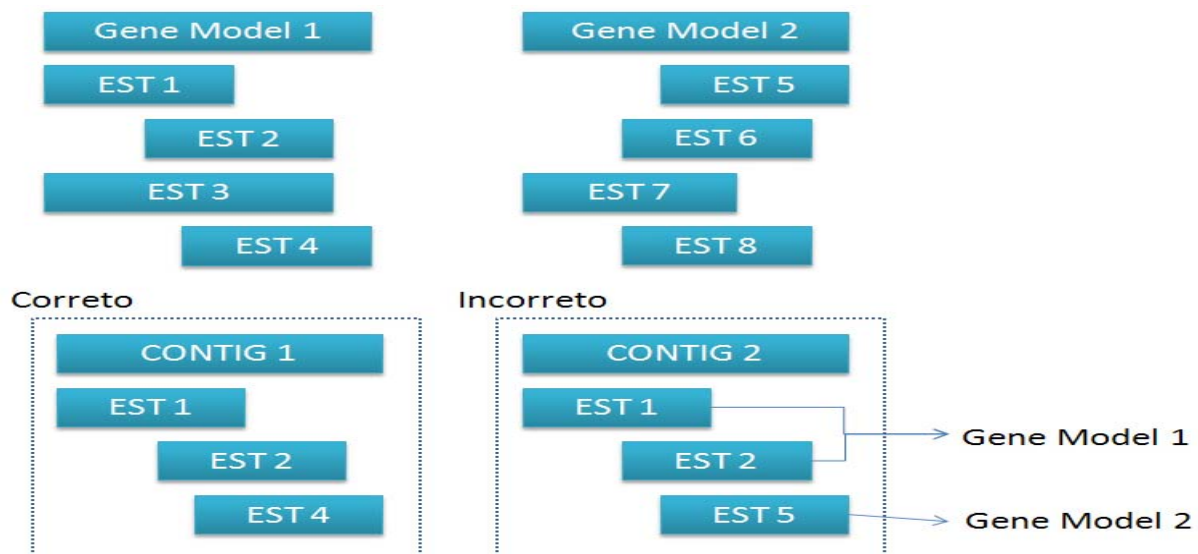 Gene Model 1
EST 1
EST 2
EST 3
EST 4
Gene Model 2
EST 5
EST 6
EST 7
EST 8
Correto
CONTIG 1
EST 1
EST 2
EST 4
Incorreto
CONTIG 2
EST 1
EST 2
EST 5
Gene Model 1
Gene Model 2